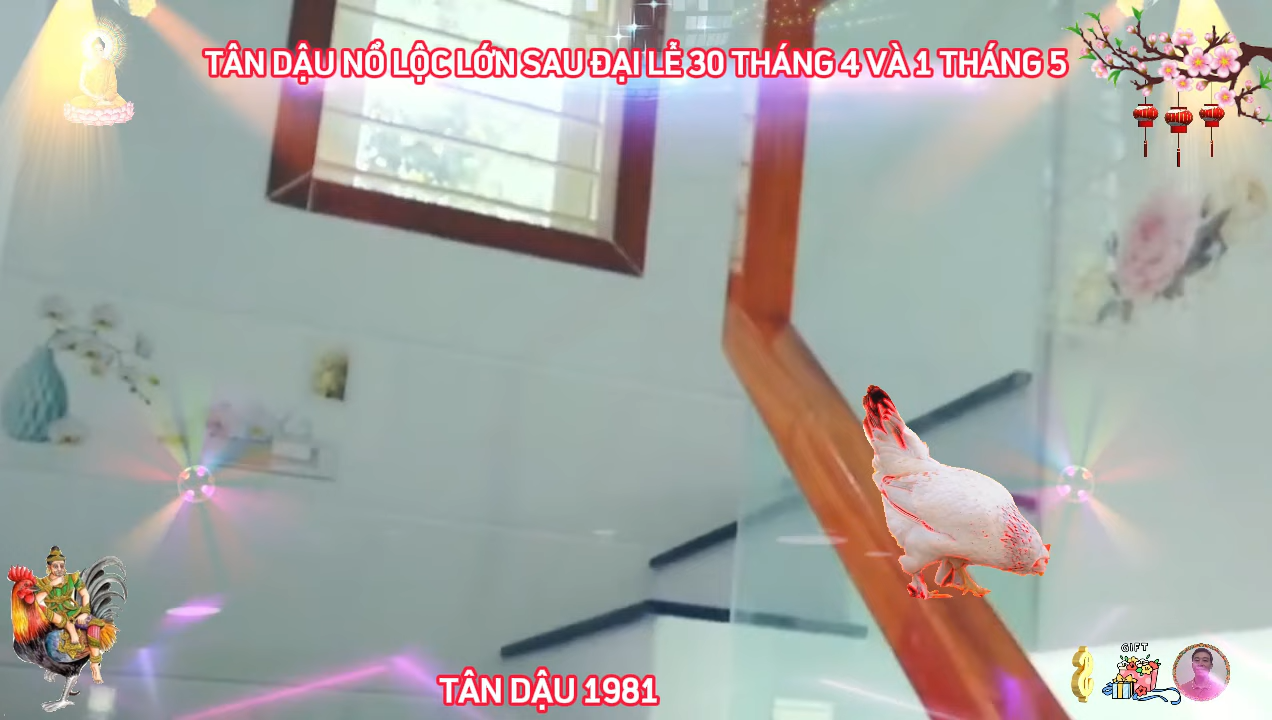 TÂN DẬU NỔ LỘC LỚN SAU ĐẠI LỄ 30 THÁNG 4 VÀ 1 THÁNG 5
GIFT
TÂN DẬU 1981